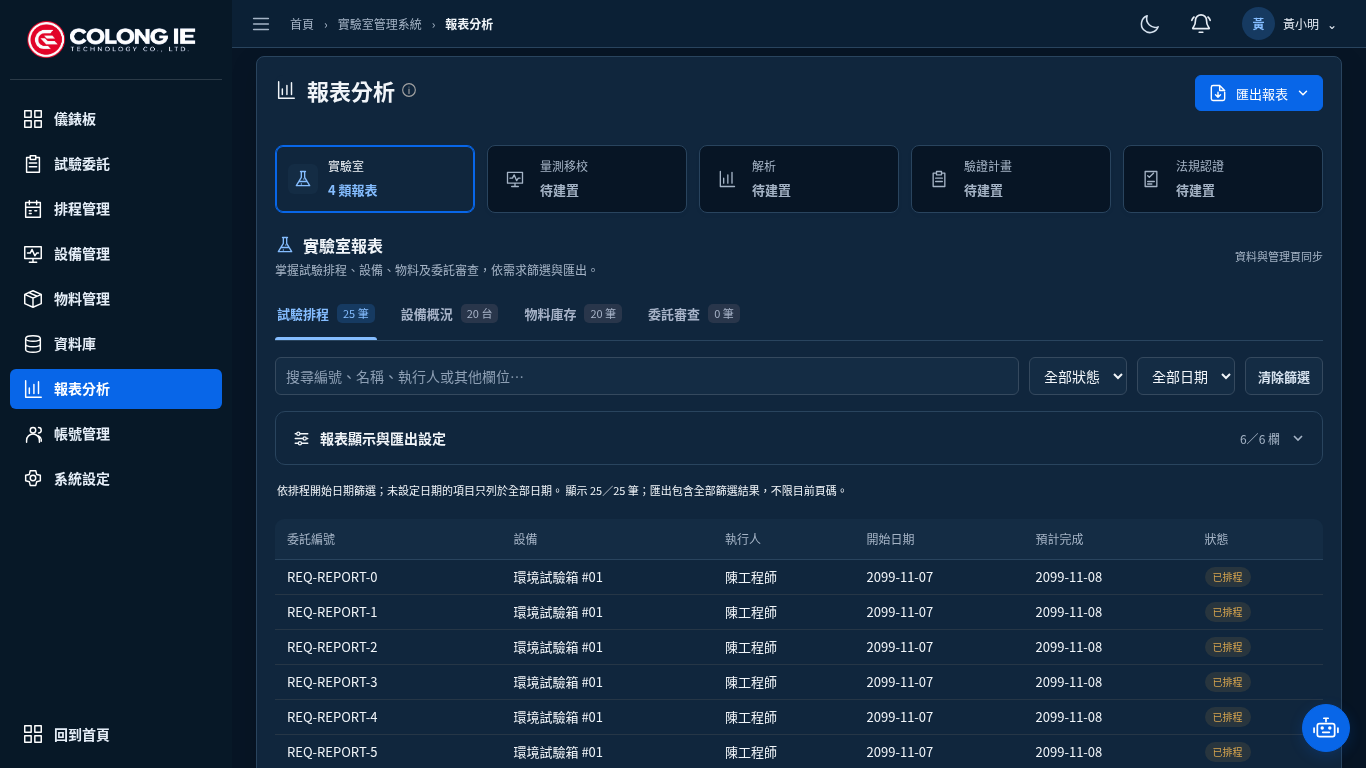 COLONG IE
TECHNOLOGY CO., LTD.
首頁 › 實驗室管理系統 › 報表分析
黃 黃小明
儀錶板
試驗委託
排程管理
設備管理
物料管理
資料庫
報表分析
帳號管理
系統設定
回到首頁
報表分析
匯出報表
實驗室
4 類報表
量測移校
待建置
解析
待建置
驗證計畫
待建置
法規認證
待建置
實驗室報表
掌握試驗排程、設備、物料及委託審查，依需求篩選與匯出。
資料與管理頁同步
試驗排程 25 筆 設備概況 20 台 物料庫存 20 筆 委託審查 0 筆
搜尋編號、名稱、執行人或其他欄位…
全部狀態
全部日期
清除篩選
報表顯示與匯出設定
6／6 欄
依排程開始日期篩選；未設定日期的項目只列於全部日期。 顯示 25／25 筆；匯出包含全部篩選結果，不限目前頁碼。
委託編號 設備 執行人 開始日期 預計完成 狀態
REQ-REPORT-0 環境試驗箱 #01 陳工程師 2099-11-07 2099-11-08 已排程
REQ-REPORT-1 環境試驗箱 #01 陳工程師 2099-11-07 2099-11-08 已排程
REQ-REPORT-2 環境試驗箱 #01 陳工程師 2099-11-07 2099-11-08 已排程
REQ-REPORT-3 環境試驗箱 #01 陳工程師 2099-11-07 2099-11-08 已排程
REQ-REPORT-4 環境試驗箱 #01 陳工程師 2099-11-07 2099-11-08 已排程
REQ-REPORT-5 環境試驗箱 #01 陳工程師 2099-11-07 2099-11-08 已排程